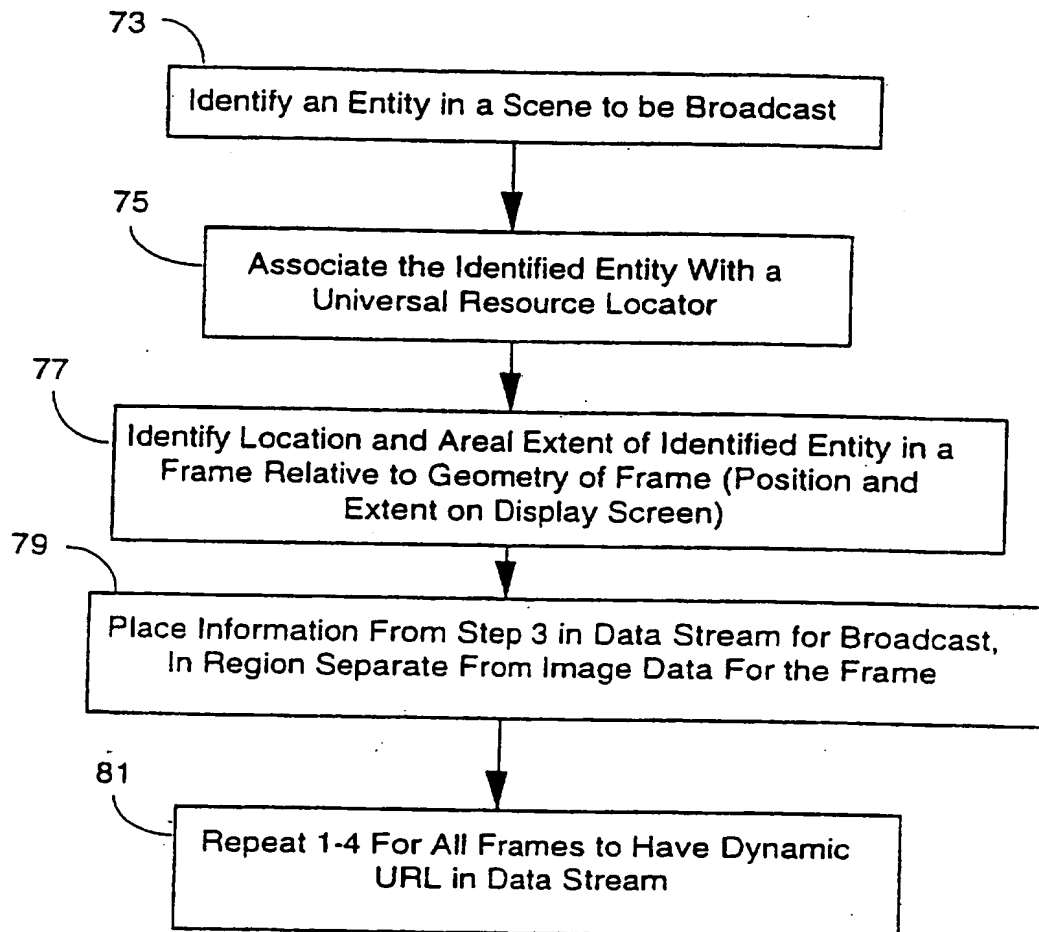 73
Identify an Entity in a Scene to be Broadcast
75
Associate the Identified Entity With a
Universal Resource Locator
77
Identify Location and Areal Extent of Identified Entity in a
Frame Relative to Geometry of Frame (Position and
Extent on Display Screen)
79
Place Information From Step 3 in Data Stream for Broadcast,
In Region Separate From Image Data For the Frame
81
Repeat 1-4 For All Frames to Have Dynamic
URL in Data Stream